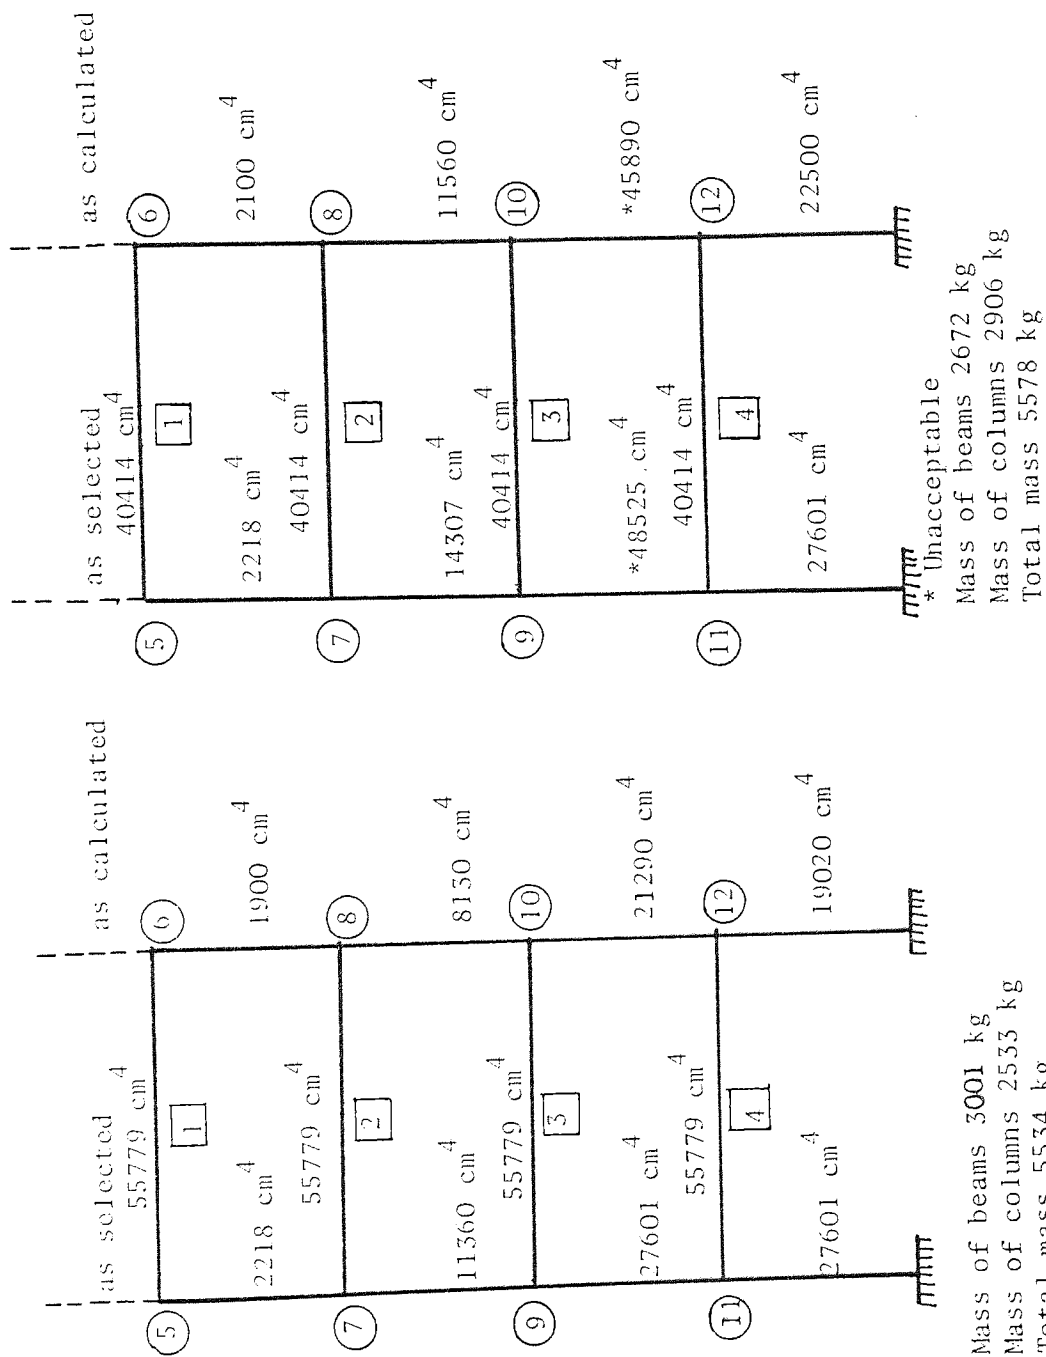 as selected
as calculated
55779 cm4
5
6
1
2218 cm4
1900 cm4
55779 cm4
7
8
2
11360 cm4
8130 cm4
55779 cm4
9
10
3
27601 cm4
21290 cm4
55779 cm4
11
12
4
27601 cm4
19020 cm4
Mass of beams 3001 kg
Mass of columns 2533 kg
Total mass 5534 kg
as selected
as calculated
40414 cm4
5
6
1
2218 cm4
2100 cm4
40414 cm4
7
8
2
14307 cm4
11560 cm4
40414 cm4
9
10
3
*48525.cm4
*45890 cm4
40414 cm4
11
12
4
27601 cm4
22500 cm4
* Unacceptable
Mass of beams 2672 kg
Mass of columns 2906 kg
Total mass 5578 kg